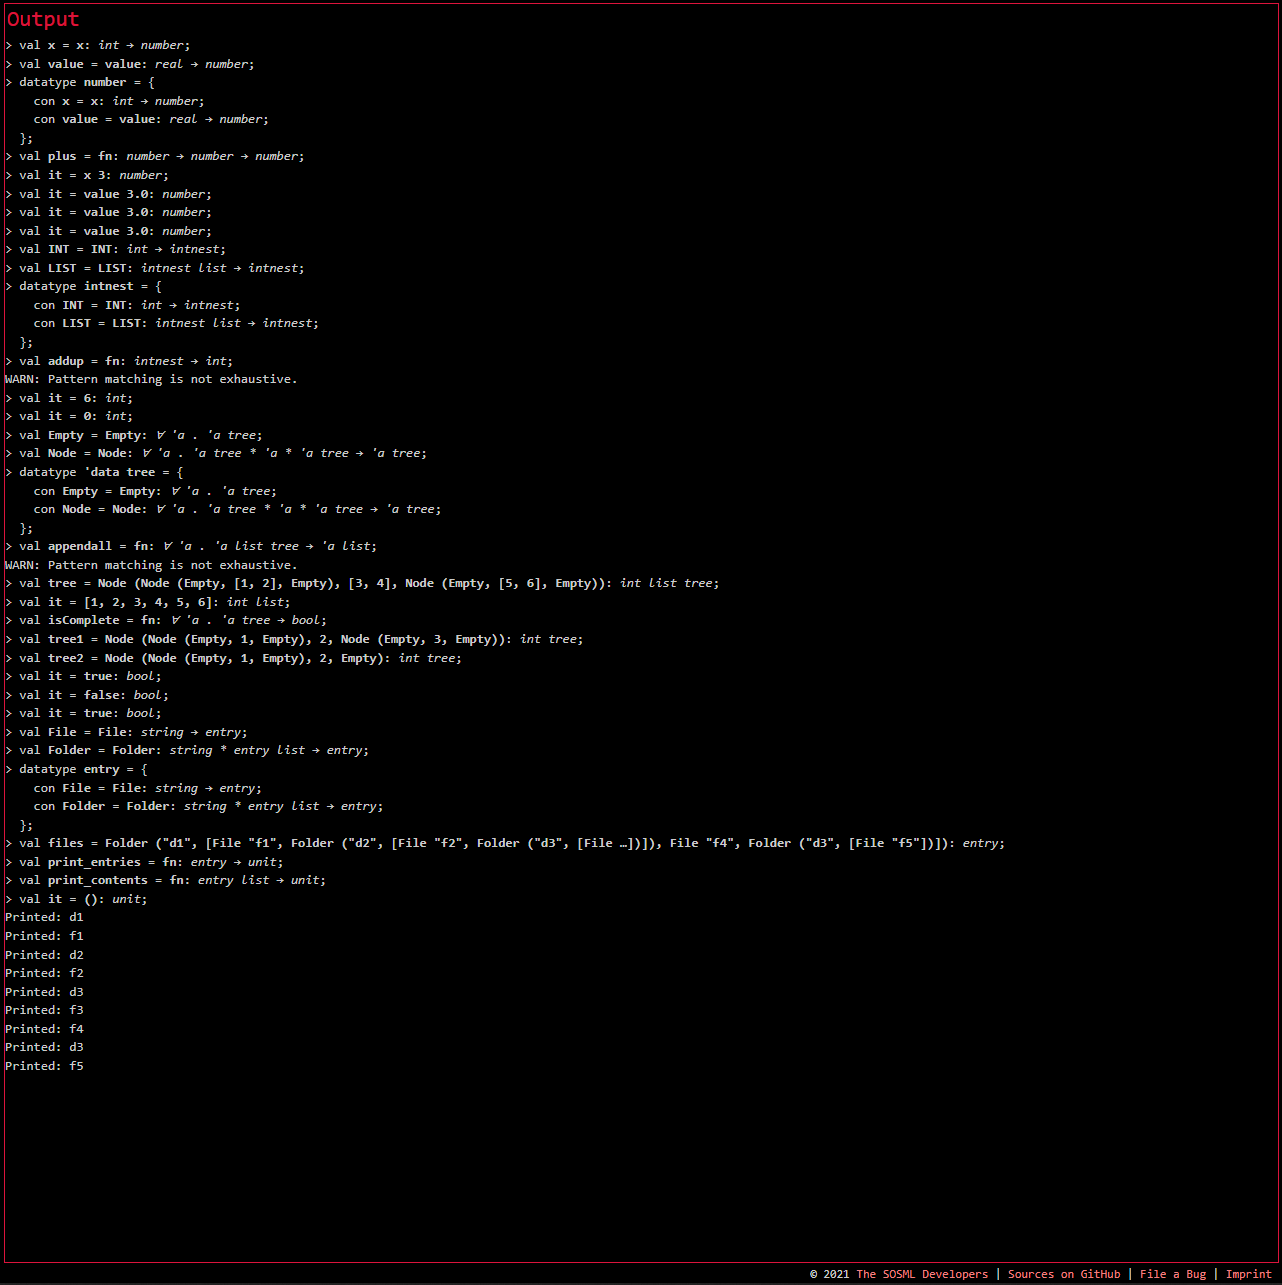 Output
> val x = x: int → number;
> val value = value: real → number;
> datatype number = {
    con x = x: int → number;
    con value = value: real → number;
  };
> val plus = fn: number → number → number;
> val it = x 3: number;
> val it = value 3.0: number;
> val it = value 3.0: number;
> val it = value 3.0: number;
> val INT = INT: int → intnest;
> val LIST = LIST: intnest list → intnest;
> datatype intnest = {
    con INT = INT: int → intnest;
    con LIST = LIST: intnest list → intnest;
  };
> val addup = fn: intnest → int;
WARN: Pattern matching is not exhaustive.
> val it = 6: int;
> val it = 0: int;
> val Empty = Empty: ∀ 'a . 'a tree;
> val Node = Node: ∀ 'a . 'a tree * 'a * 'a tree → 'a tree;
> datatype 'data tree = {
    con Empty = Empty: ∀ 'a . 'a tree;
    con Node = Node: ∀ 'a . 'a tree * 'a * 'a tree → 'a tree;
  };
> val appendall = fn: ∀ 'a . 'a list tree → 'a list;
WARN: Pattern matching is not exhaustive.
> val tree = Node (Node (Empty, [1, 2], Empty), [3, 4], Node (Empty, [5, 6], Empty)): int list tree;
> val it = [1, 2, 3, 4, 5, 6]: int list;
> val isComplete = fn: ∀ 'a . 'a tree → bool;
> val tree1 = Node (Node (Empty, 1, Empty), 2, Node (Empty, 3, Empty)): int tree;
> val tree2 = Node (Node (Empty, 1, Empty), 2, Empty): int tree;
> val it = true: bool;
> val it = false: bool;
> val it = true: bool;
> val File = File: string → entry;
> val Folder = Folder: string * entry list → entry;
> datatype entry = {
    con File = File: string → entry;
    con Folder = Folder: string * entry list → entry;
  };
> val files = Folder ("d1", [File "f1", Folder ("d2", [File "f2", Folder ("d3", [File …])]), File "f4", Folder ("d3", [File "f5"])]): entry;
> val print_entries = fn: entry → unit;
> val print_contents = fn: entry list → unit;
> val it = (): unit;
Printed: d1
Printed: f1
Printed: d2
Printed: f2
Printed: d3
Printed: f3
Printed: f4
Printed: d3
Printed: f5
© 2021 The SOSML Developers | Sources on GitHub | File a Bug | Imprint